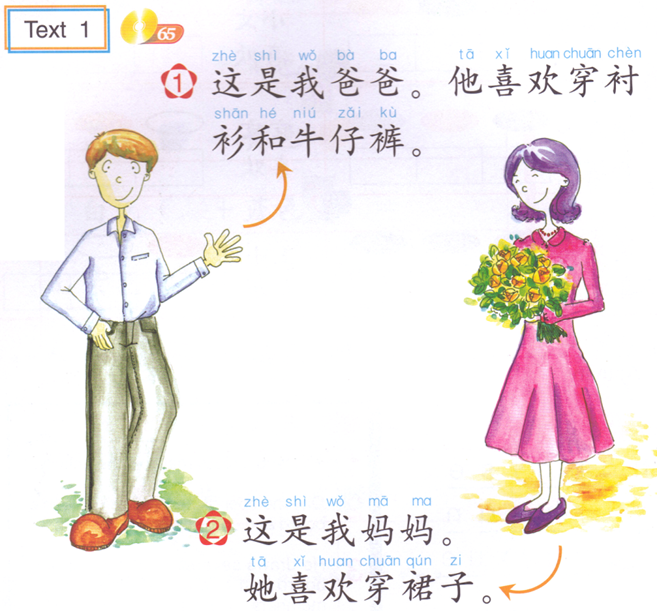 Text 1
65
zhè shì wǒ bà ba tā xǐ huan chuān chèn
1 这是我爸爸。他喜欢穿衬
shān hé niú zǎi kù
衫和牛仔裤。
zhè shì wǒ mā ma
2 这是我妈妈。
tā xǐ huan chuān qún zi
她喜欢穿裙子。